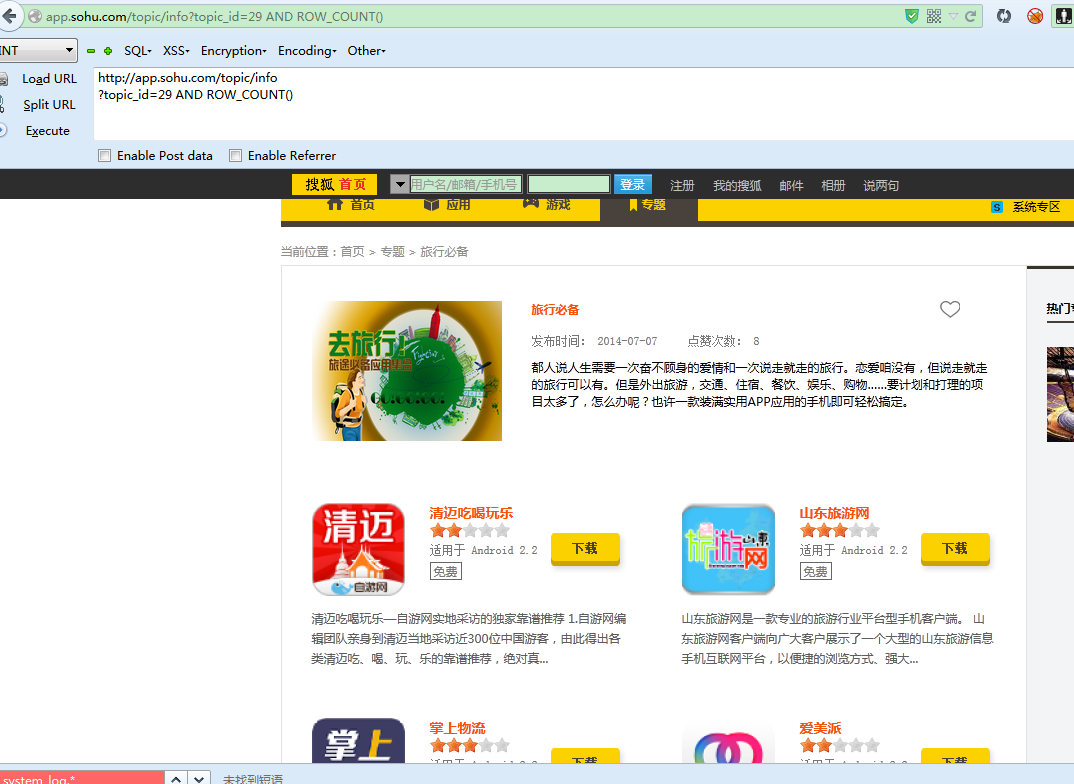 app.sohu.com/topic/info?topic_id=29 AND ROW_COUNT()
INT SQL- XSS- Encryption- Encoding- Other-
Load URL http://app.sohu.com/topic/info
Split URL ?topic_id=29 AND ROW_COUNT()
Execute
Enable Post data Enable Referrer
搜狐 首页 用户名/邮箱/手机号 登录 注册 我的搜狐 邮件 相册 说两句
首页 应用 游戏 专题 S 系统专区
当前位置：首页 > 专题 > 旅行必备
热门
去旅行!
旅途必备应用集合
旅行必备
发布时间： 2014-07-07 点赞次数： 8
都人说人生需要一次奋不顾身的爱情和一次说走就走的旅行。恋爱咱没有，但说走就走
的旅行可以有。但是外出旅游，交通、住宿、餐饮、娱乐、购物......要计划和打理的项
目太多了，怎么办呢？也许一款装满实用APP应用的手机即可轻松搞定。
清迈
自游网
清迈吃喝玩乐
适用于 Android 2.2
免费
下载
旅游网
山东
山东旅游网
适用于 Android 2.2
免费
下载
清迈吃喝玩乐—自游网实地采访的独家靠谱推荐 1.自游网编
辑团队亲身到清迈当地采访近300位中国游客，由此得出各
类清迈吃、喝、玩、乐的靠谱推荐，绝对真...
山东旅游网是一款专业的旅游行业平台型手机客户端。 山
东旅游网客户端向广大客户展示了一个大型的山东旅游信息
手机互联网平台，以便捷的浏览方式、强大...
掌上
掌上物流
适用于 Android 2.2
下载
爱美派
适用于 Android 2.2
下载
system_log.* 未找到短语